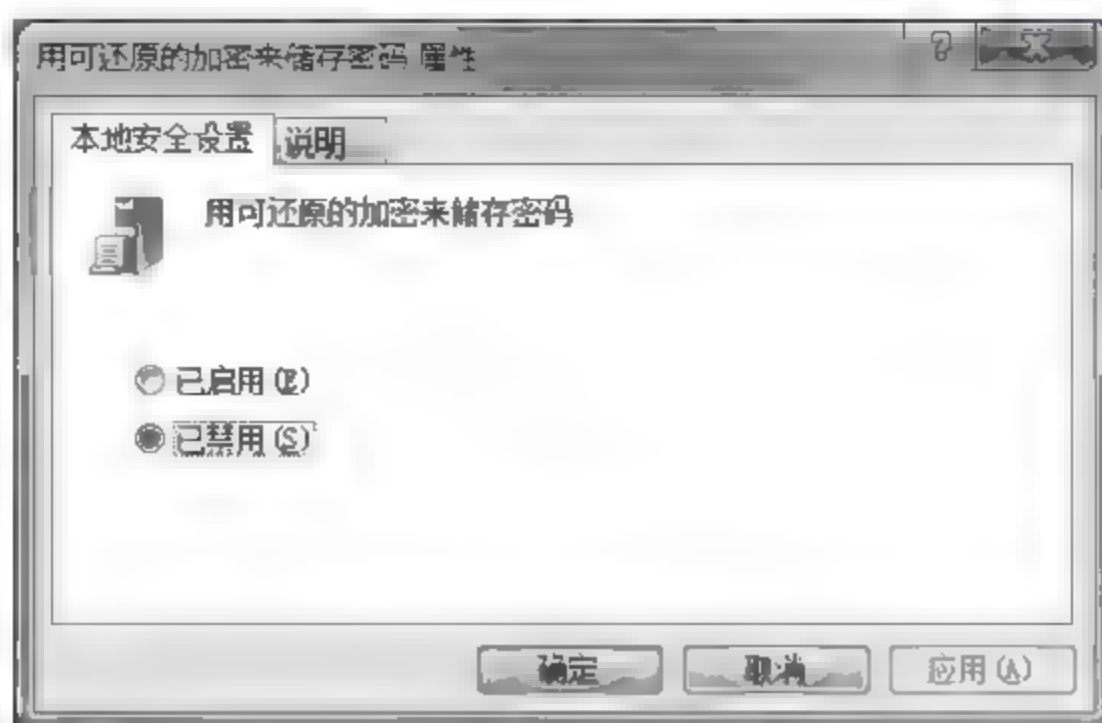 用可还原的加密来储存密码 属性
本地安全设置 说明
用可还原的加密来储存密码
已启用(E)
已禁用(S)
确定 取消 应用(A)